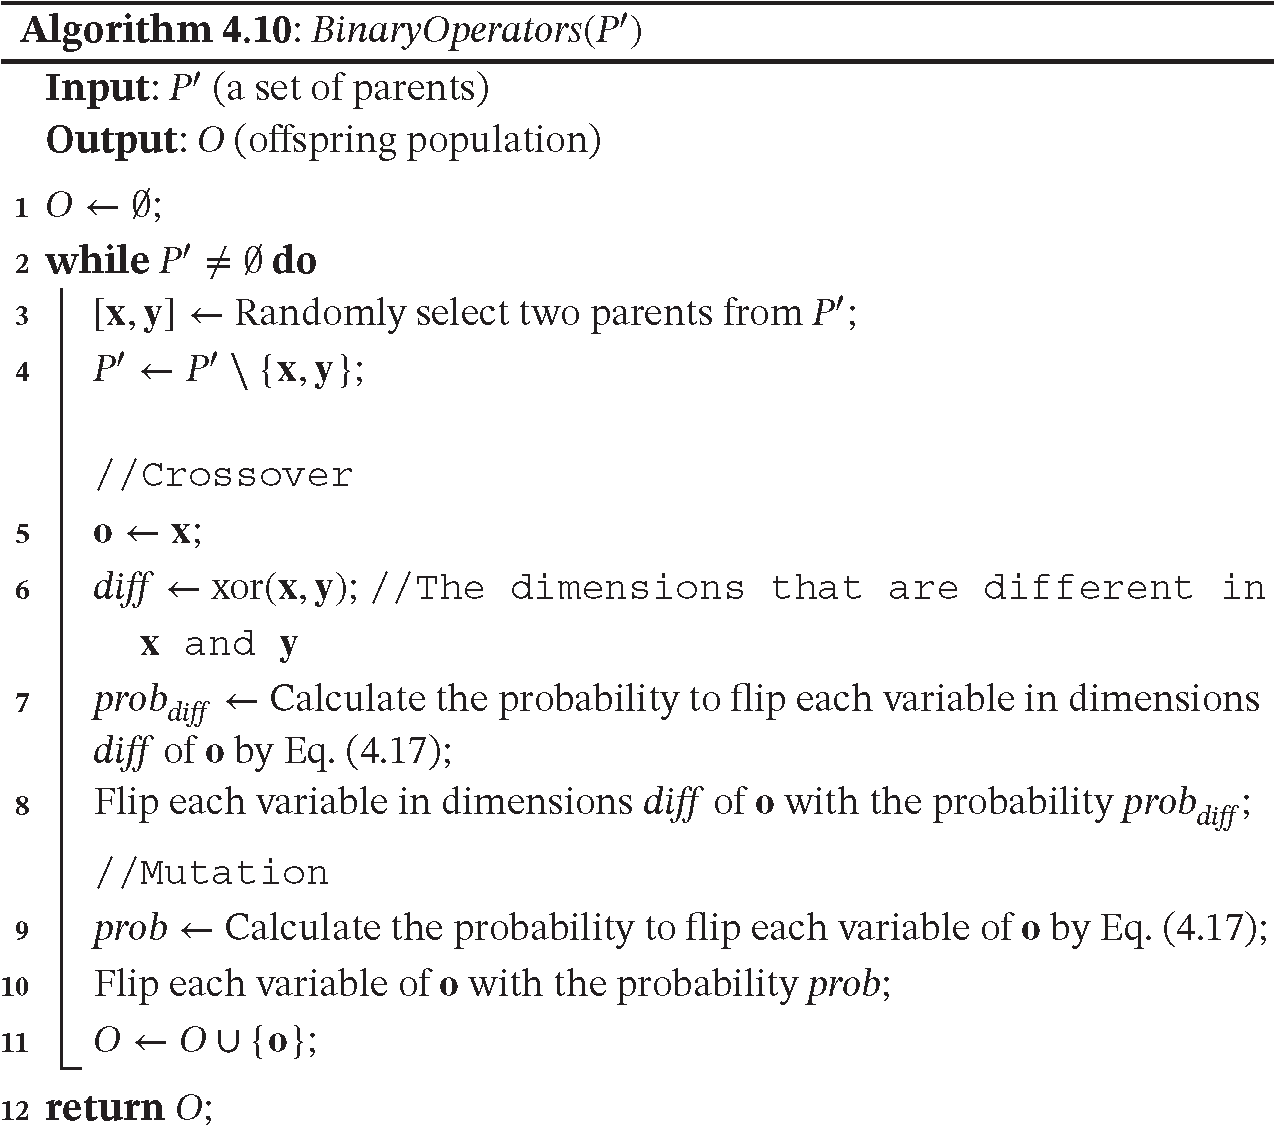 Algorithm 4.10: BinaryOperators(P′)
Input: P′ (a set of parents)
Output: O (offspring population)
1 O ← ∅;
2 while P′ ≠ ∅ do
3 [x, y] ← Randomly select two parents from P′;
4 P′ ← P′ \ {x, y};
//Crossover
5 o ← x;
6 diff ← xor(x, y); //The dimensions that are different in
x and y
7 prob_diff ← Calculate the probability to flip each variable in dimensions
diff of o by Eq. (4.17);
8 Flip each variable in dimensions diff of o with the probability prob_diff;
//Mutation
9 prob ← Calculate the probability to flip each variable of o by Eq. (4.17);
10 Flip each variable of o with the probability prob;
11 O ← O ∪ {o};
12 return O;